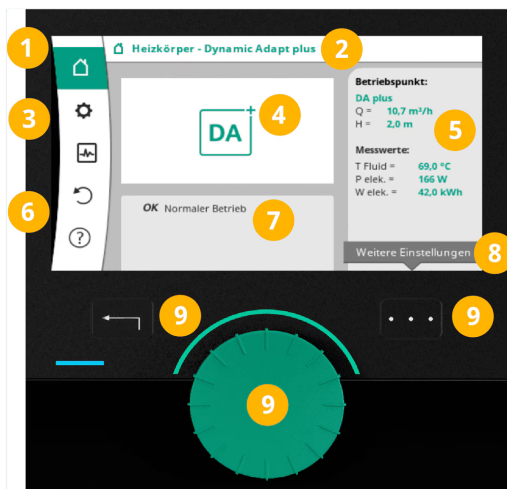 1
Heizkörper - Dynamic Adapt plus
2
3
DA+
4
Betriebspunkt:
DA plus
Q = 10,7 m³/h
H = 2,0 m
5
Messwerte:
T Fluid = 69,0 °C
P elek. = 166 W
W elek. = 42,0 kWh
6
?
OK Normaler Betrieb
7
Weitere Einstellungen
8
9
9
9